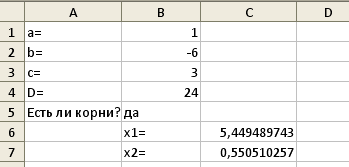 A B C D
1 a= 1
2 b= -6
3 c= 3
4 D= 24
5 Есть ли корни? да
6 x1= 5,449489743
7 x2= 0,550510257